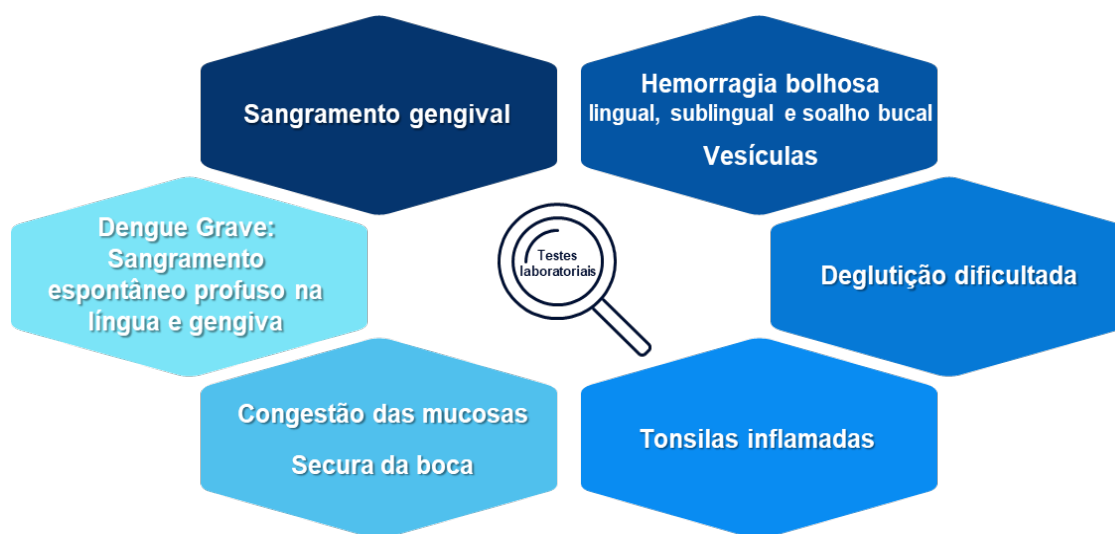 Sangramento gengival
Hemorragia bolhosa
lingual, sublingual e soalho bucal
Vesículas
Dengue Grave:
Sangramento
espontâneo profuso na
língua e gengiva
Testes
laboratoriais
Deglutição dificultada
Congestão das mucosas
Secura da boca
Tonsilas inflamadas